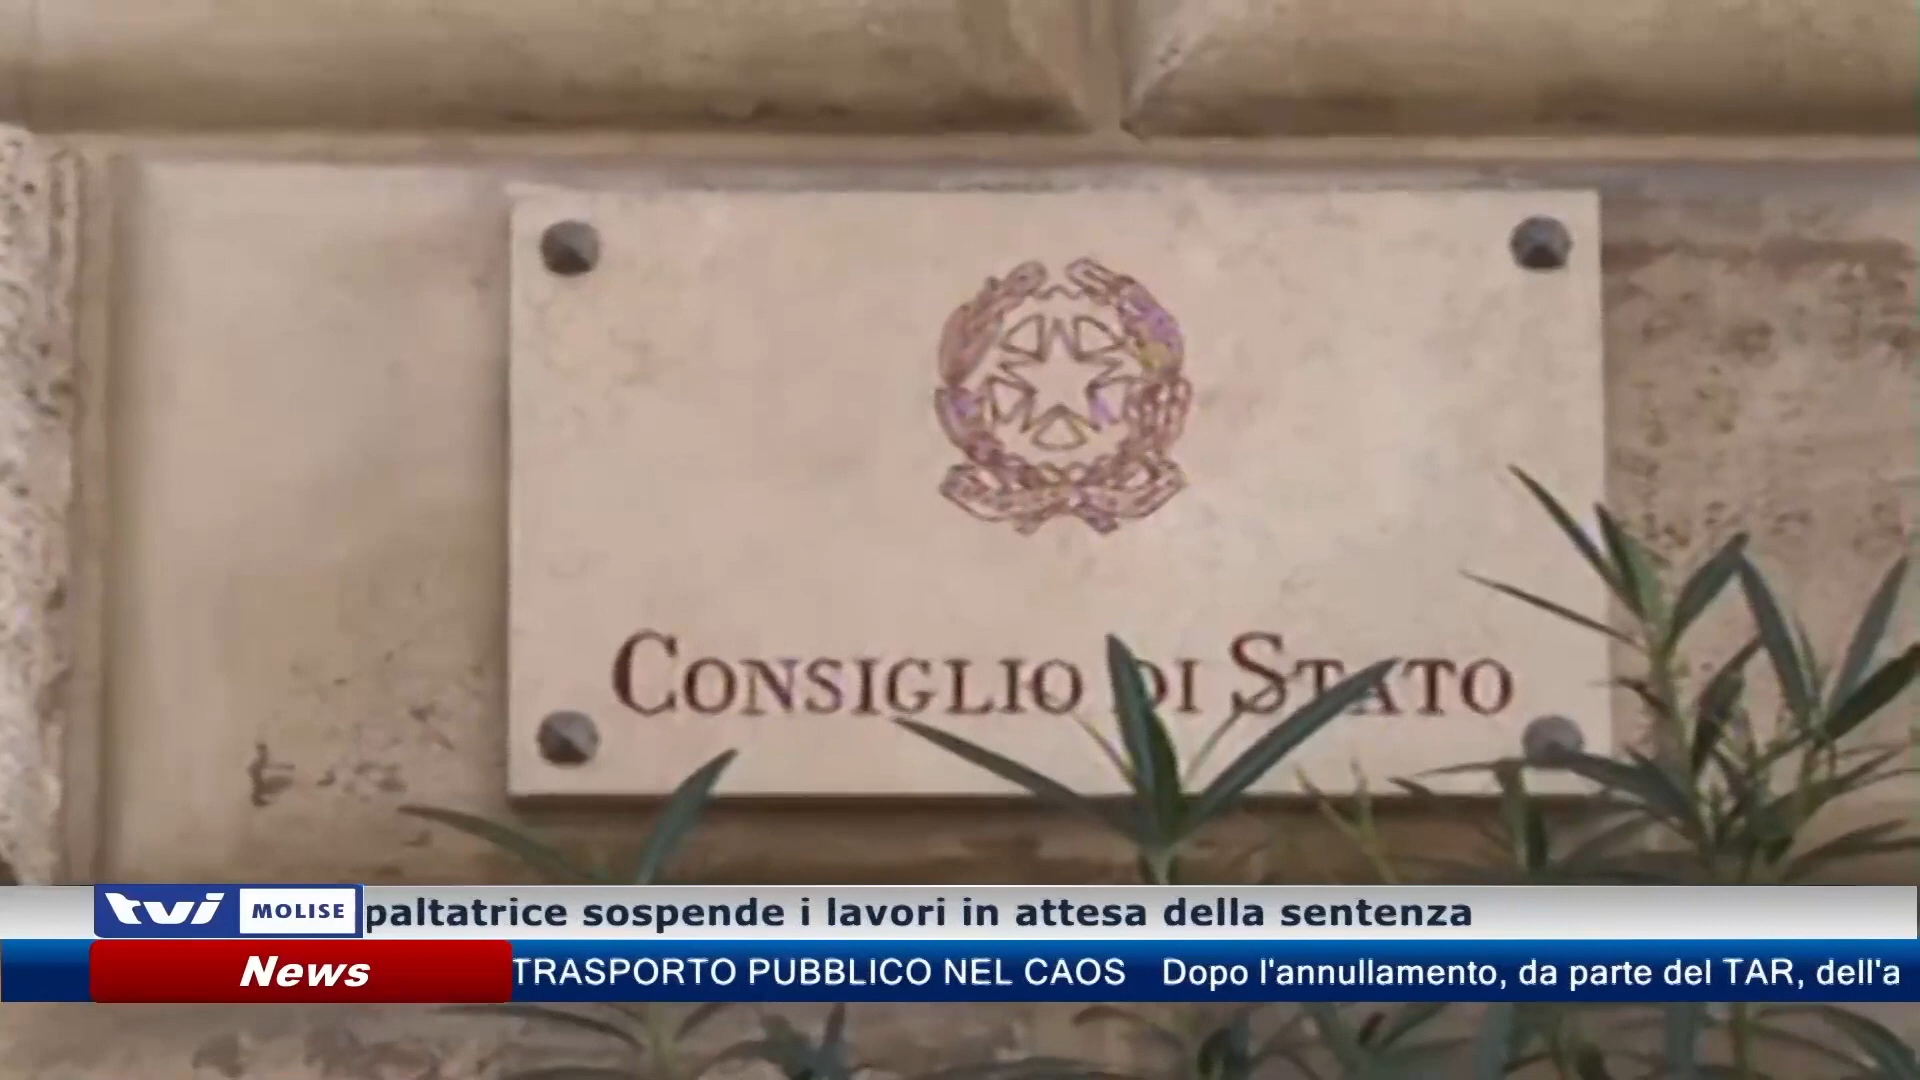 CONSIGLIO DI STATO
tvi MOLISE paltatrice sospende i lavori in attesa della sentenza
News TRASPORTO PUBBLICO NEL CAOS Dopo l'annullamento, da parte del TAR, dell'a